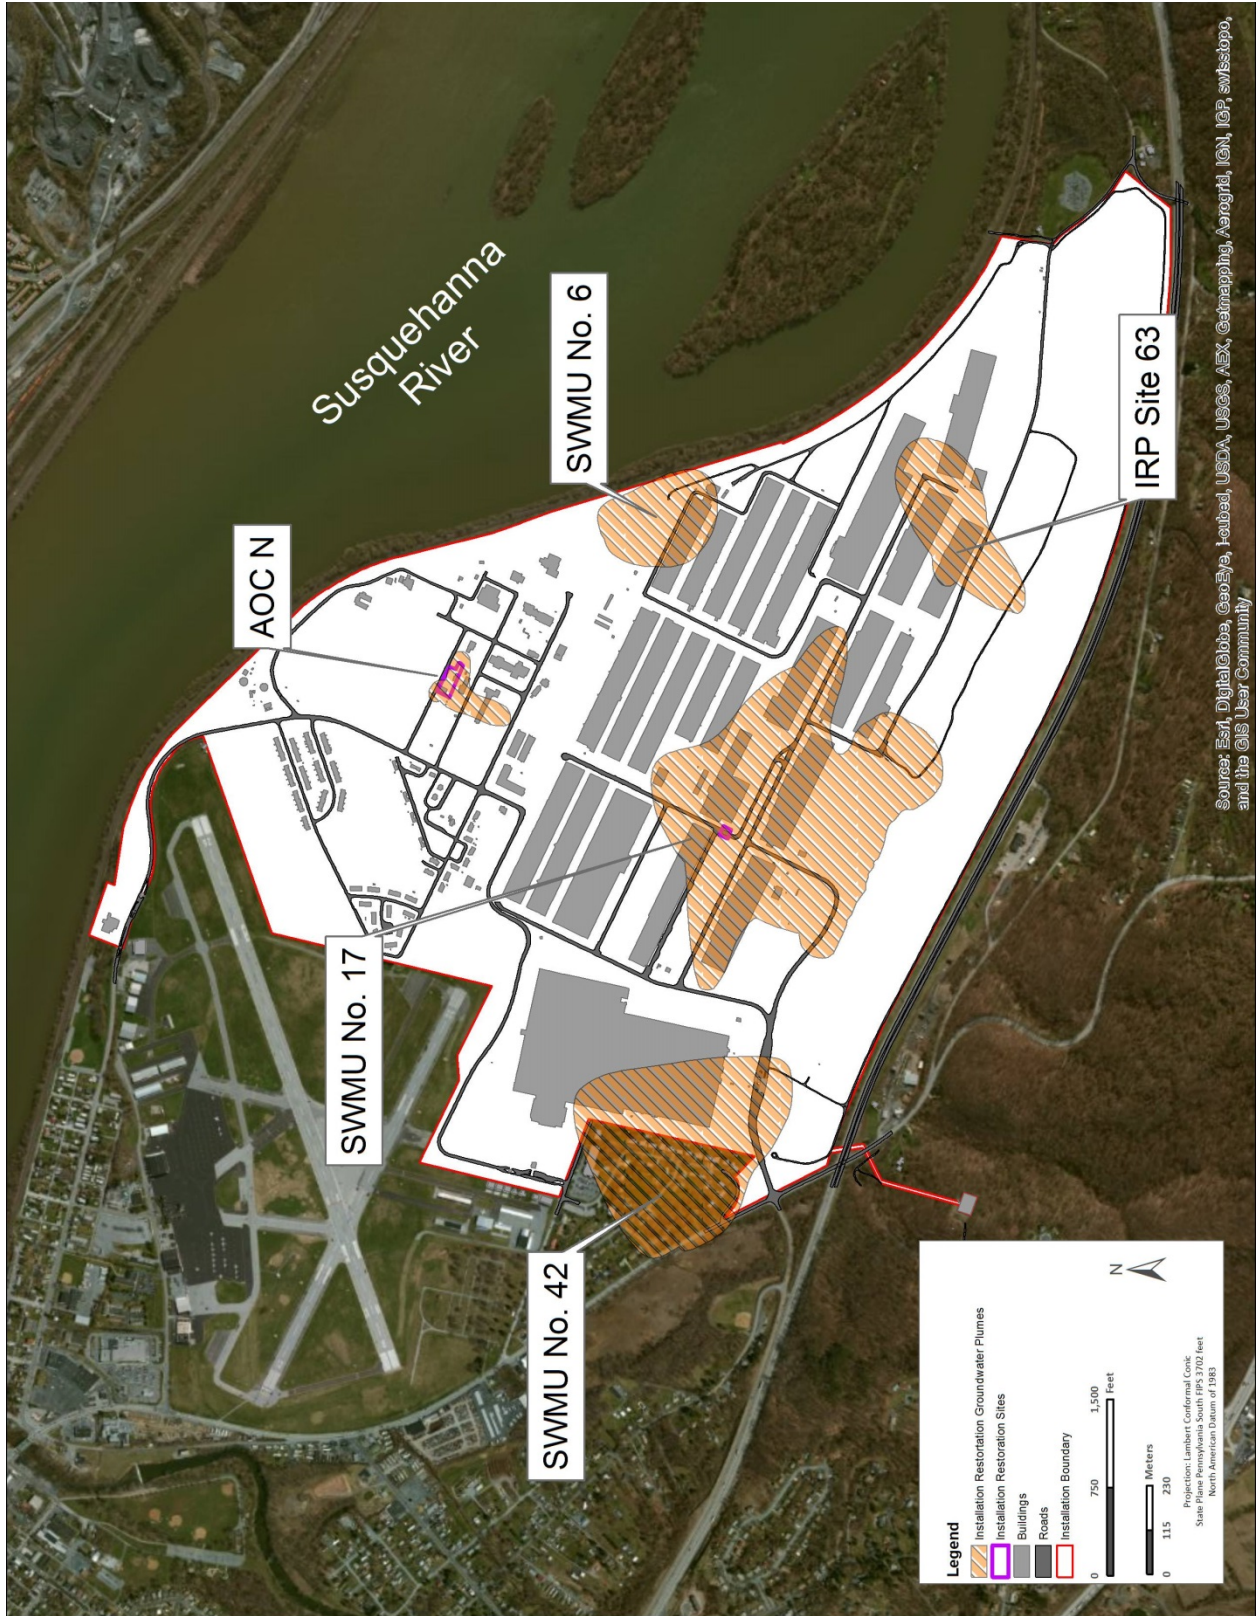 Susquehanna
River
AOC N
SWMU No. 6
SWMU No. 17
IRP Site 63
SWMU No. 42
Legend
Installation Restortation Groundwater Plumes
Installation Restoration Sites
Buildings
Roads
Installation Boundary
0 750 1,500
Feet
Meters
0 115 230
Projection: Lambert Conformal Conic
State Plane Pennsylvania South FIPS 3702 feet
North American Datum of 1983
N
Source: Esri, DigitalGlobe, GeoEye, i-cubed, USDA, USGS, AEX, Getmapping, Aerogrid, IGN, IGP, swisstopo,
and the GIS User Community